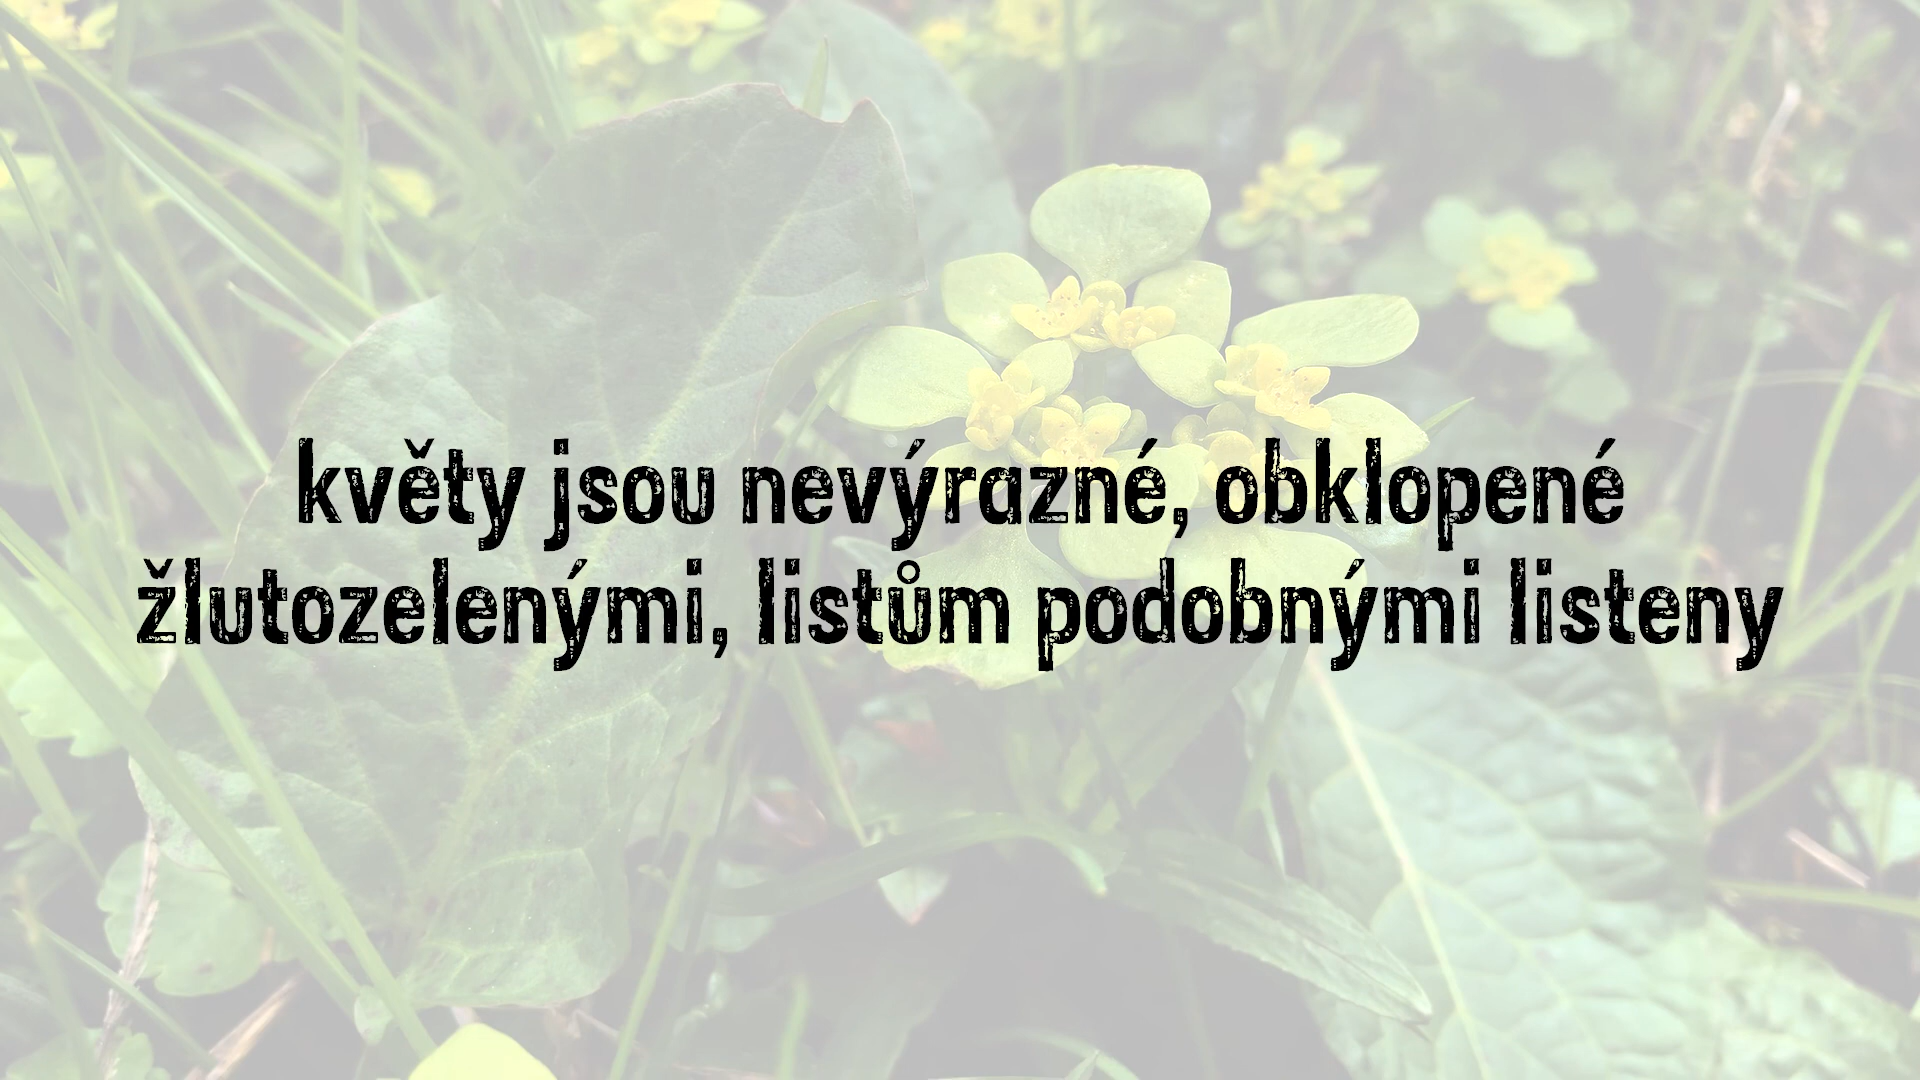 květy jsou nevýrazné, obklopené
žlutozelenými, listům podobnými listeny